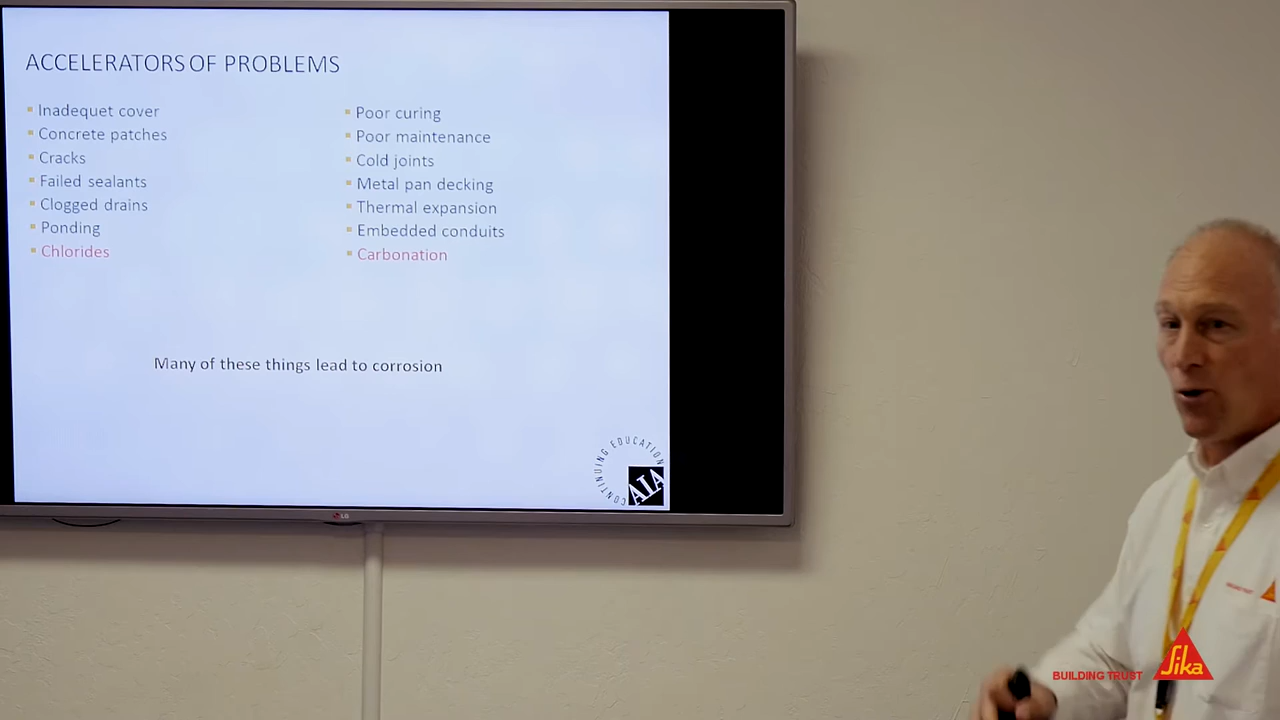 ACCELERATORS OF PROBLEMS
Inadequet cover
Concrete patches
Cracks
Failed sealants
Clogged drains
Ponding
Chlorides
Poor curing
Poor maintenance
Cold joints
Metal pan decking
Thermal expansion
Embedded conduits
Carbonation
Many of these things lead to corrosion
CONTINUING EDUCATION
AIA
LG
BUILDING TRUST
Sika